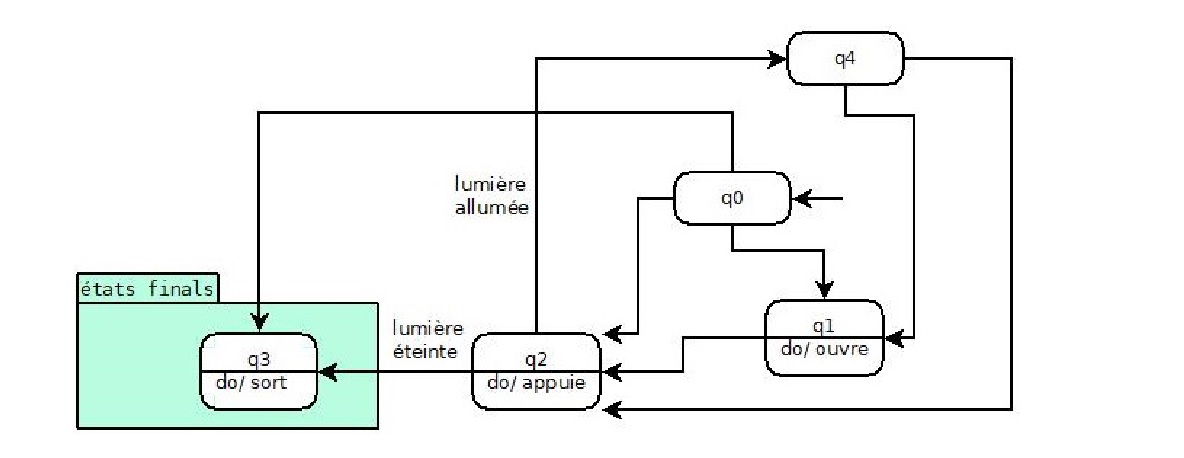 q4
lumière
allumée
q0
états finals
lumière
éteinte
q1
do/ ouvre
q3
do/ sort
q2
do/ appuie